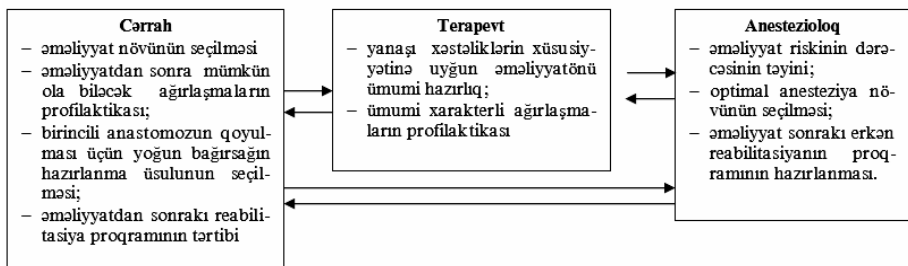 Cərrah
– əməliyyat növünün seçilməsi
– əməliyyatdan sonra mümkün
ola biləcək ağırlaşmaların
profilaktikası;
– birincili anastomozun qoyul-
ması üçün yoğun bağırsağın
hazırlanma üsulunun seçil-
məsi;
– əməliyyatdan sonrakı reabili-
tasiya proqramının tərtibi
Terapevt
– yanaşı xəstəliklərin xüsusiy-
yətinə uyğun əməliyyatönü
ümumi hazırlıq;
– ümumi xarakterli ağırlaşma-
ların profilaktikası
Anestezioloq
– əməliyyat riskinin dərə-
cəsinin təyini;
– optimal anesteziya nö-
vünün seçilməsi;
– əməliyyat sonrakı erkən
reabilitasiyanın proq-
ramının hazırlanması.